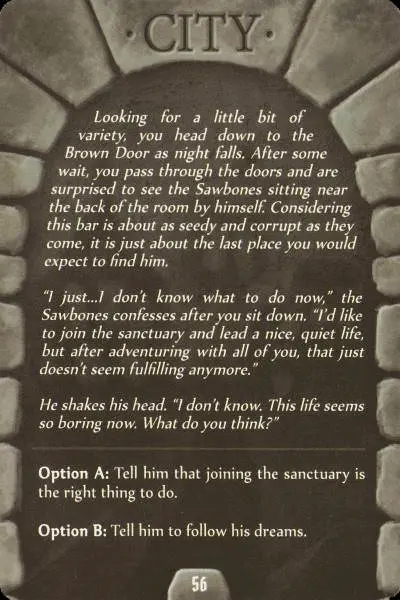 · CITY ·
Looking for a little bit of
variety, you head down to the
Brown Door as night falls. After some
wait, you pass through the doors and are
surprised to see the Sawbones sitting near
the back of the room by himself. Considering
this bar is about as seedy and corrupt as they
come, it is just about the last place you would
expect to find him.
“I just...I don’t know what to do now,” the
Sawbones confesses after you sit down. “I’d like
to join the sanctuary and lead a nice, quiet life,
but after adventuring with all of you, that just
doesn’t seem fulfilling anymore.”
He shakes his head. “I don’t know. This life seems
so boring now. What do you think?”
Option A: Tell him that joining the sanctuary is
the right thing to do.
Option B: Tell him to follow his dreams.
56